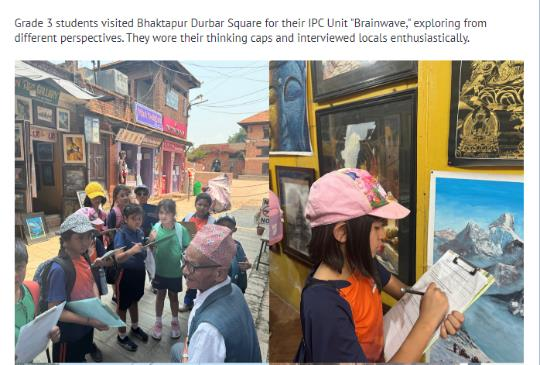 Grade 3 students visited Bhaktapur Durbar Square for their IPC Unit "Brainwave," exploring from
different perspectives. They wore their thinking caps and interviewed locals enthusiastically.